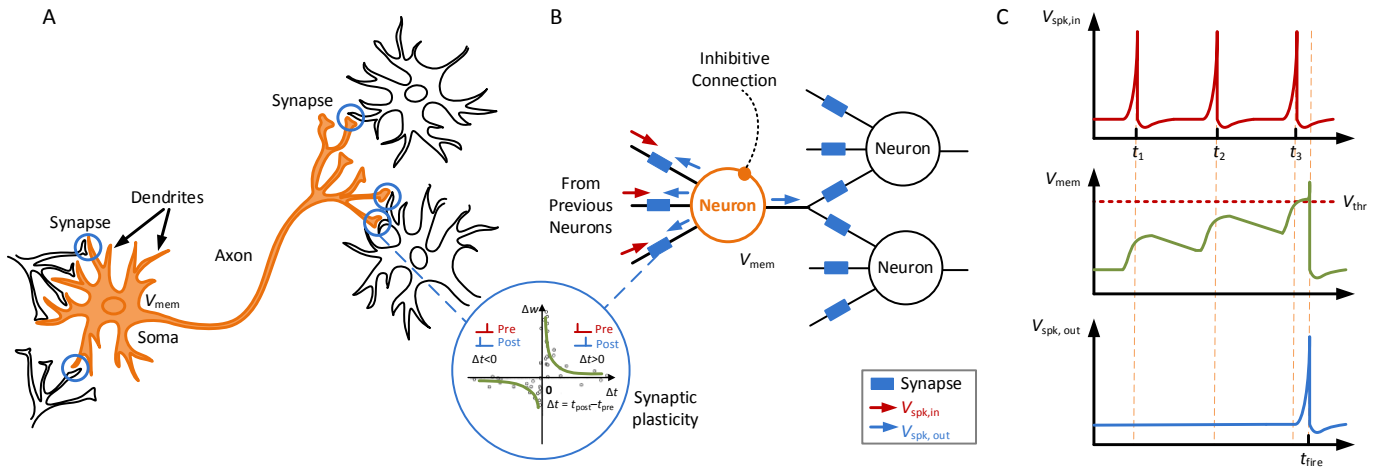 A
Synapse
Dendrites
Synapse
Axon
Vmem
Soma
B
Inhibitive
Connection
From
Previous
Neurons
Neuron
Vmem
Neuron
Neuron
Δw
Pre
Post
Pre
Post
Δt<0
Δt>0
0
Δt
Δt = tpost–tpre
Synaptic
plasticity
Synapse
Vspk,in
Vspk, out
C
Vspk,in
t1
t2
t3
Vmem
Vthr
Vspk, out
tfire